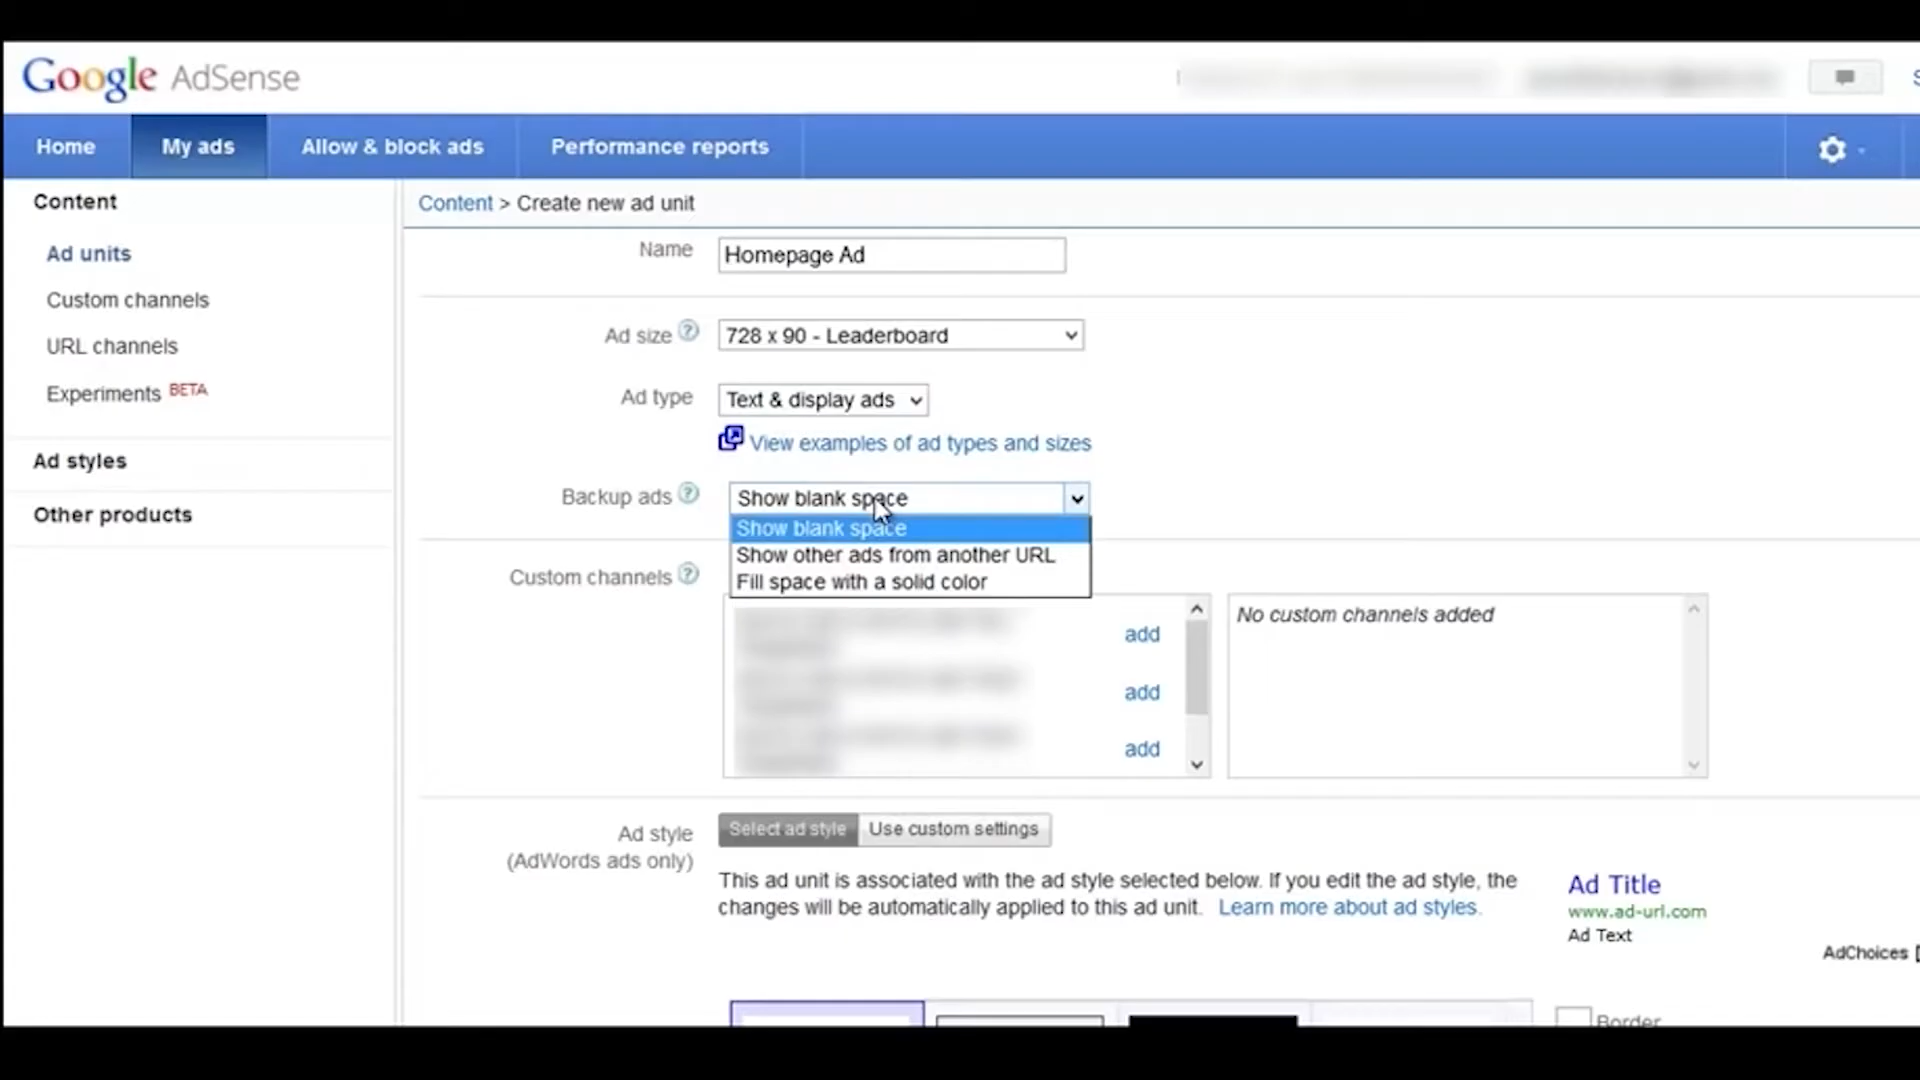 Google AdSense
Home
My ads
Allow & block ads
Performance reports
Content
Ad units
Custom channels
URL channels
Experiments BETA
Ad styles
Other products
Content > Create new ad unit
Name
Homepage Ad
Ad size
728 x 90 - Leaderboard
Ad type
Text & display ads
View examples of ad types and sizes
Backup ads
Show blank space
Show blank space
Show other ads from another URL
Fill space with a solid color
Custom channels
add
add
add
No custom channels added
Ad style
(AdWords ads only)
Select ad style
Use custom settings
This ad unit is associated with the ad style selected below. If you edit the ad style, the
changes will be automatically applied to this ad unit. Learn more about ad styles.
Ad Title
www.ad-url.com
Ad Text
AdChoices
Border